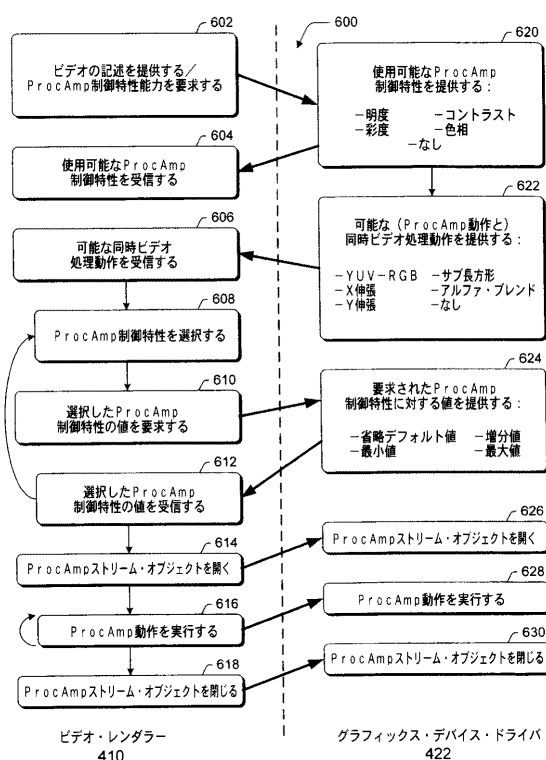 600
602
ビデオの記述を提供する/
ProcAmp制御特性能力を要求する
620
使用可能なProcAmp
制御特性を提供する:
-明度 -コントラスト
-彩度 -色相
-なし
604
使用可能なProcAmp
制御特性を受信する
622
可能な(ProcAmp動作と)
同時ビデオ処理動作を提供する:
-YUV-RGB -サブ長方形
-X伸張 -アルファ・ブレンド
-Y伸張 -なし
606
可能な同時ビデオ
処理動作を受信する
608
ProcAmp制御特性を選択する
610
選択したProcAmp
制御特性の値を要求する
624
要求されたProcAmp
制御特性に対する値を提供する:
-省略デフォルト値 -増分値
-最小値 -最大値
612
選択したProcAmp
制御特性の値を受信する
614
ProcAmpストリーム・オブジェクトを開く
626
ProcAmpストリーム・オブジェクトを開く
616
ProcAmp動作を実行する
628
ProcAmp動作を実行する
618
ProcAmpストリーム・オブジェクトを閉じる
630
ProcAmpストリーム・オブジェクトを閉じる
ビデオ・レンダラー
410
グラフィックス・デバイス・ドライバ
422